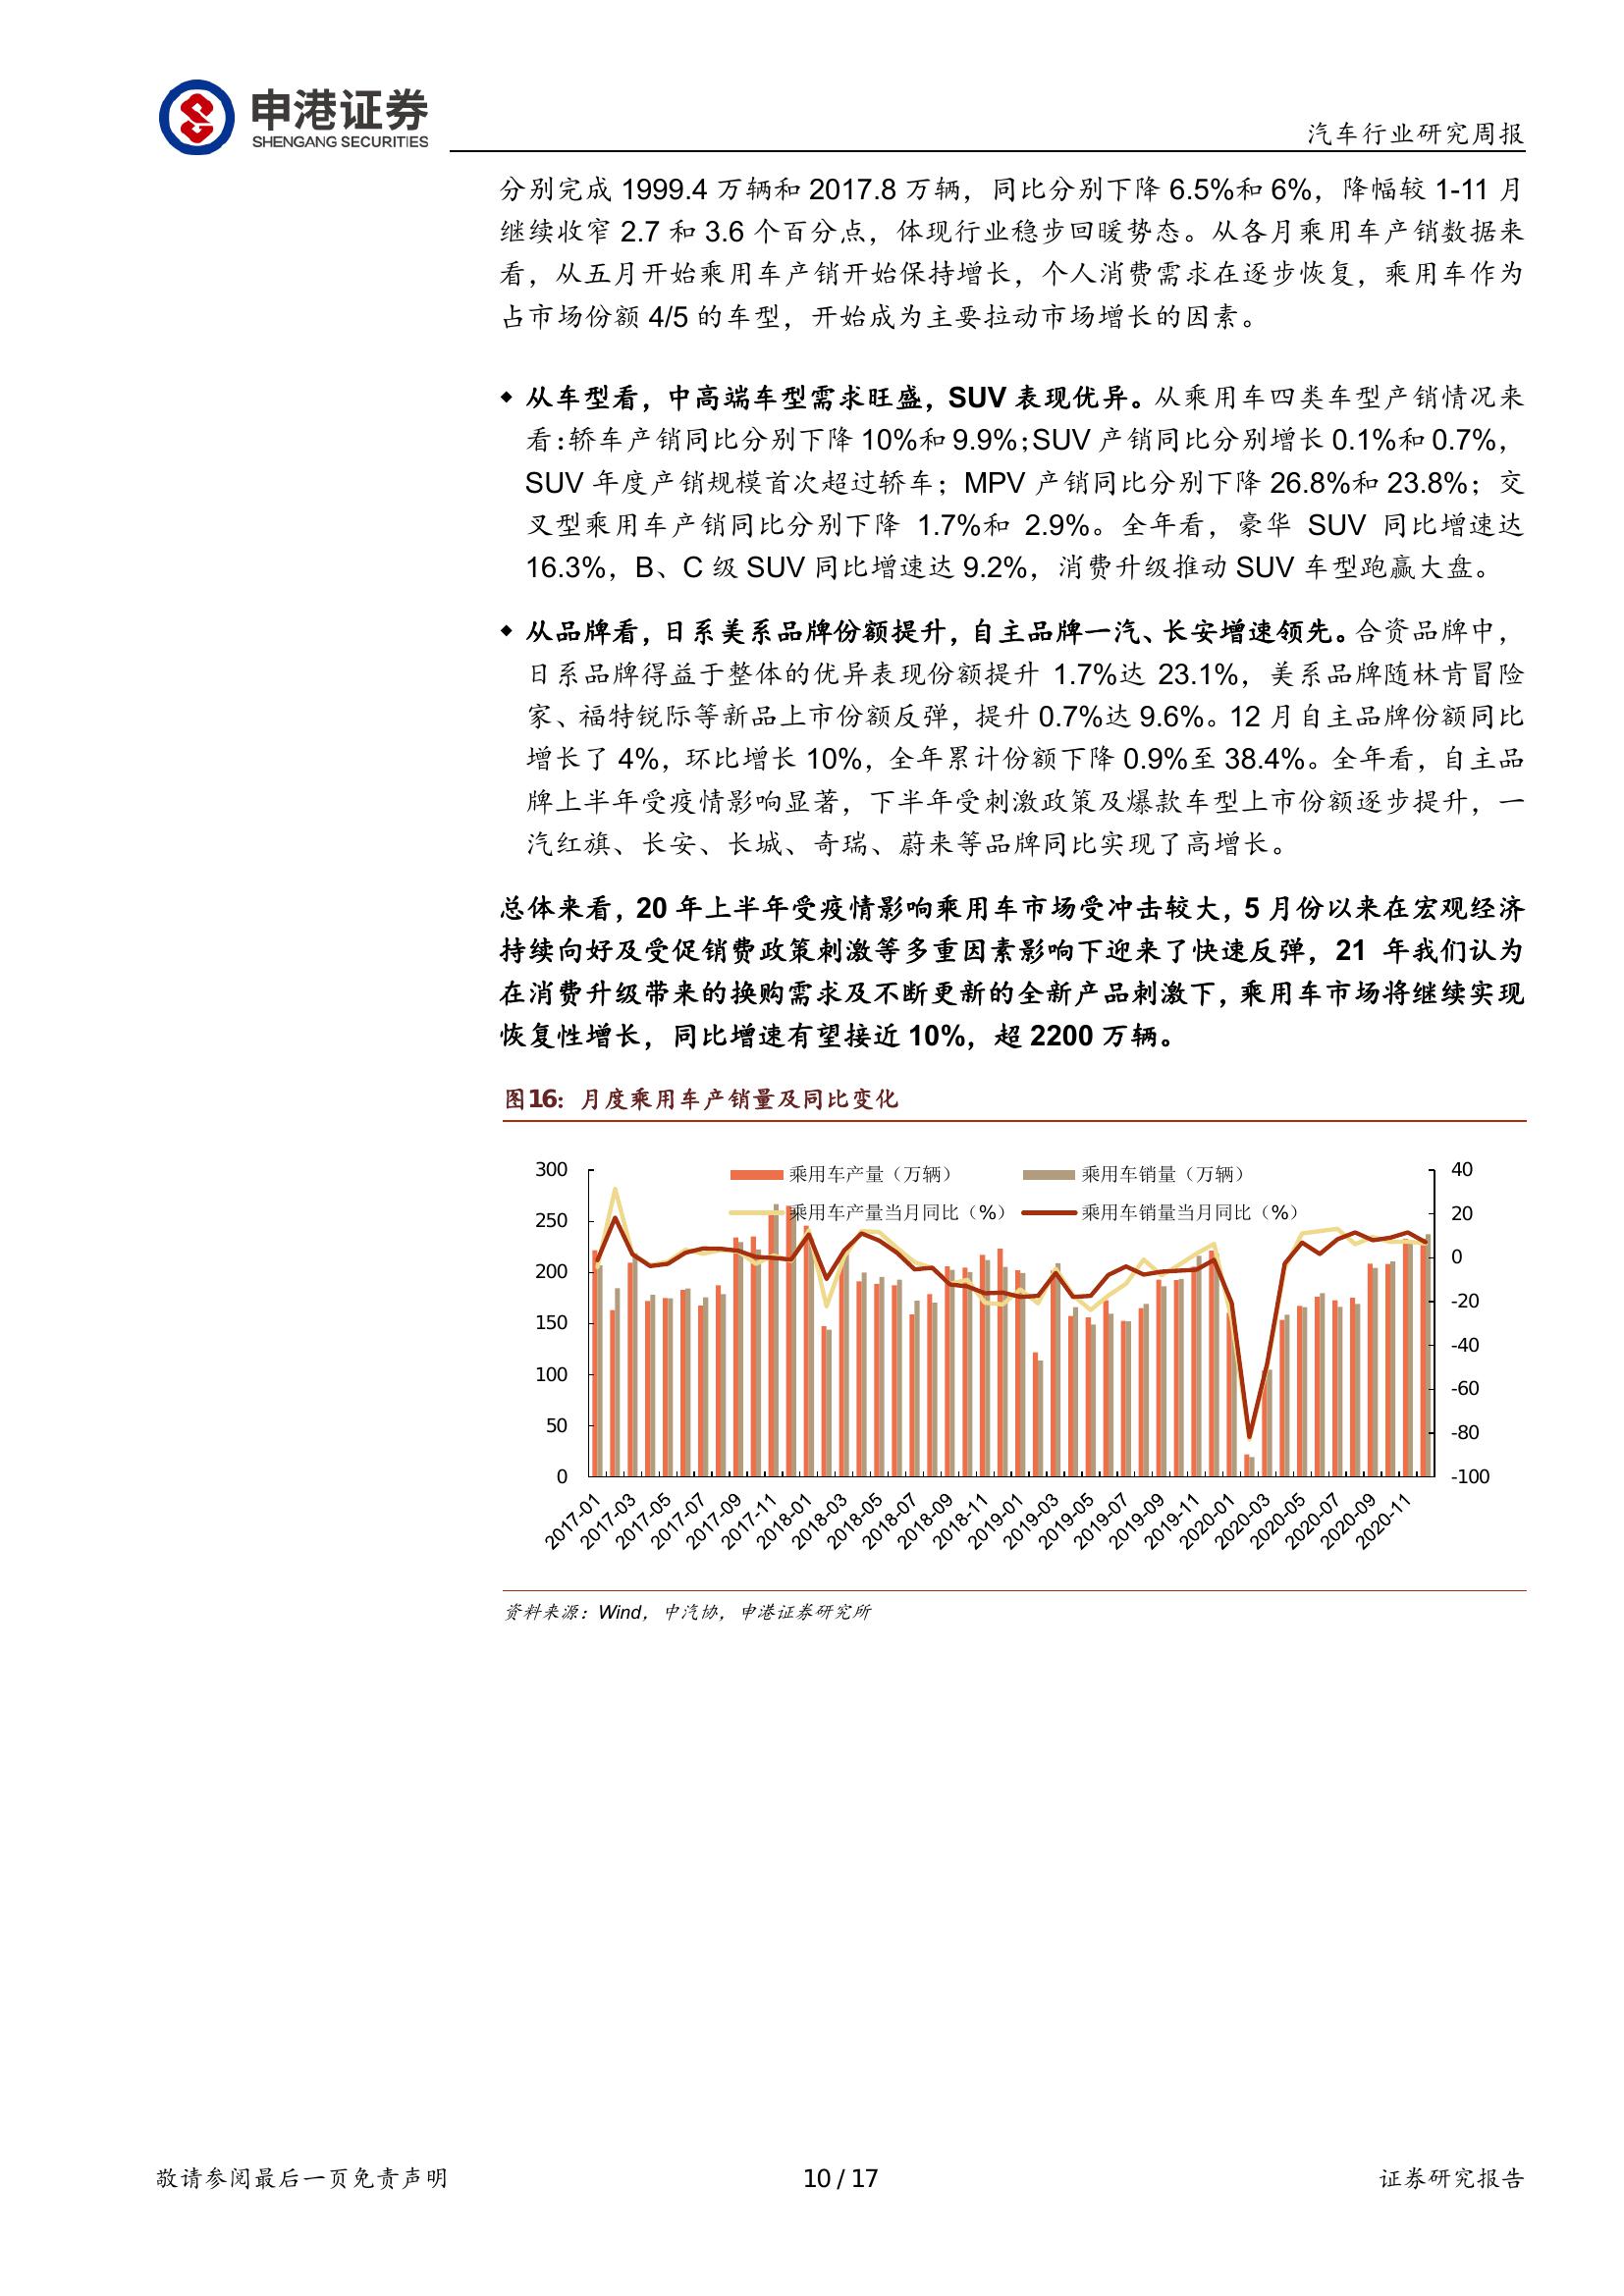 申港证券
SHENGANG SECURITIES
汽车行业研究周报
分别完成 1999.4 万辆和 2017.8 万辆，同比分别下降 6.5%和 6%，降幅较 1-11 月
继续收窄 2.7 和 3.6 个百分点，体现行业稳步回暖势态。从各月乘用车产销数据来
看，从五月开始乘用车产销开始保持增长，个人消费需求在逐步恢复，乘用车作为
占市场份额 4/5 的车型，开始成为主要拉动市场增长的因素。
◆ 从车型看，中高端车型需求旺盛，SUV 表现优异。从乘用车四类车型产销情况来
看:轿车产销同比分别下降 10%和 9.9%;SUV 产销同比分别增长 0.1%和 0.7%，
SUV 年度产销规模首次超过轿车；MPV 产销同比分别下降 26.8%和 23.8%；交
叉型乘用车产销同比分别下降 1.7%和 2.9%。全年看，豪华 SUV 同比增速达
16.3%，B、C 级 SUV 同比增速达 9.2%，消费升级推动 SUV 车型跑赢大盘。
◆ 从品牌看，日系美系品牌份额提升，自主品牌一汽、长安增速领先。合资品牌中，
日系品牌得益于整体的优异表现份额提升 1.7%达 23.1%，美系品牌随林肯冒险
家、福特锐际等新品上市份额反弹，提升 0.7%达 9.6%。12 月自主品牌份额同比
增长了 4%，环比增长 10%，全年累计份额下降 0.9%至 38.4%。全年看，自主品
牌上半年受疫情影响显著，下半年受刺激政策及爆款车型上市份额逐步提升，一
汽红旗、长安、长城、奇瑞、蔚来等品牌同比实现了高增长。
总体来看，20 年上半年受疫情影响乘用车市场受冲击较大，5 月份以来在宏观经济
持续向好及受促销费政策刺激等多重因素影响下迎来了快速反弹，21 年我们认为
在消费升级带来的换购需求及不断更新的全新产品刺激下，乘用车市场将继续实现
恢复性增长，同比增速有望接近 10%，超 2200 万辆。
图16：月度乘用车产销量及同比变化
乘用车产量（万辆） 乘用车销量（万辆）
乘用车产量当月同比（%） 乘用车销量当月同比（%）
300
250
200
150
100
50
0
40
20
0
-20
-40
-60
-80
-100
2017-01
2017-03
2017-05
2017-07
2017-09
2017-11
2018-01
2018-03
2018-05
2018-07
2018-09
2018-11
2019-01
2019-03
2019-05
2019-07
2019-09
2019-11
2020-01
2020-03
2020-05
2020-07
2020-09
2020-11
资料来源：Wind，中汽协，申港证券研究所
敬请参阅最后一页免责声明 10 / 17 证券研究报告